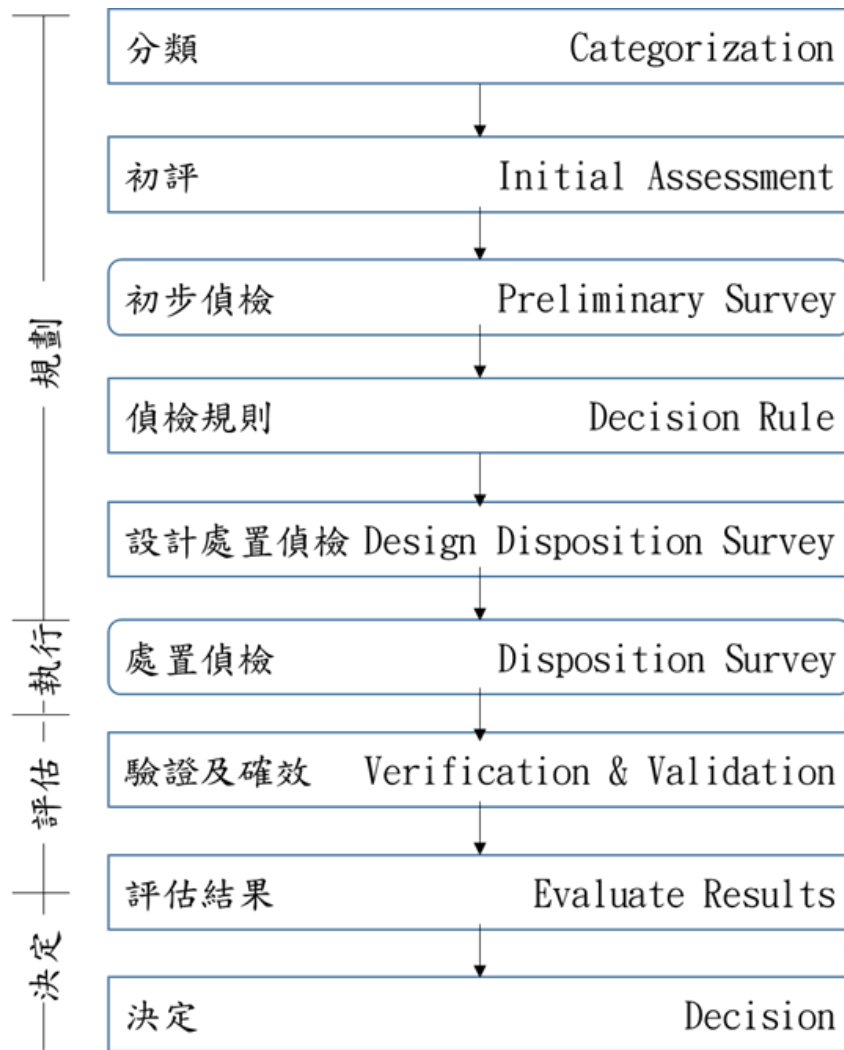 分類 Categorization
初評 Initial Assessment
初步偵檢 Preliminary Survey
偵檢規則 Decision Rule
設計處置偵檢 Design Disposition Survey
處置偵檢 Disposition Survey
驗證及確效 Verification & Validation
評估結果 Evaluate Results
決定 Decision
規劃
執行
評估
決定